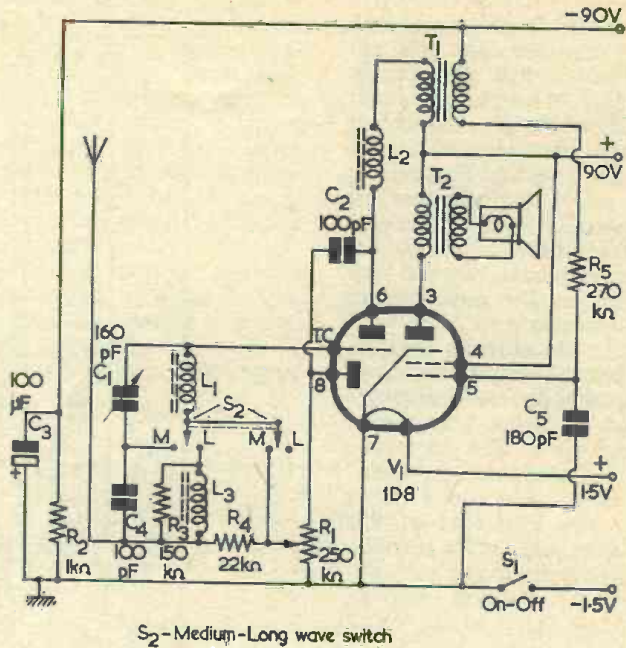 -90V
T1
L2
+
90V
T2
C2
100pF
R5
270
kΩ
6
3
160
pF
C1
T.C.
4
8
5
100
µF
C3
+
L1
S2
M
L
M
L
7
C5
180pF
V1
1D8
+
1·5V
L3
R3
R4
R1
C4
R2
1kΩ
100
pF
150
kΩ
22kΩ
250
kΩ
S1
On-Off
-1·5V
S2-Medium-Long wave switch